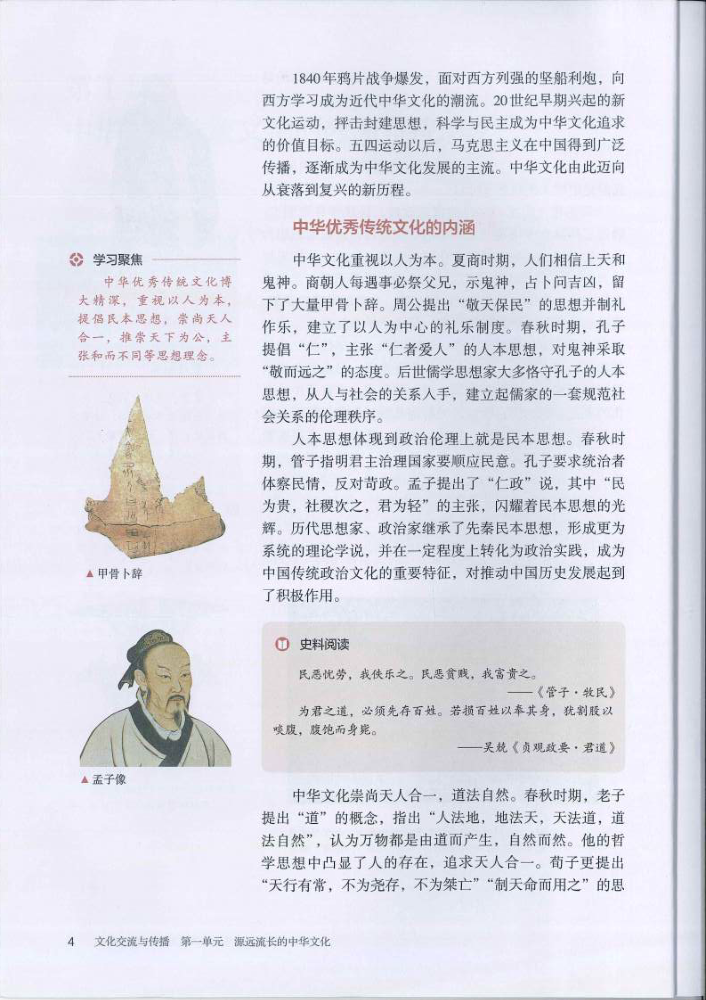 1840年鸦片战争爆发，面对西方列强的坚船利炮，向
西方学习成为近代中华文化的潮流。20世纪早期兴起的新
文化运动，抨击封建思想，科学与民主成为中华文化追求
的价值目标。五四运动以后，马克思主义在中国得到广泛
传播，逐渐成为中华文化发展的主流。中华文化由此迈向
从衰落到复兴的新历程。
中华优秀传统文化的内涵
学习聚焦
中华优秀传统文化博
大精深，重视以人为本，
提倡民本思想，崇尚天人
合一，推崇天下为公，主
张和而不同等思想理念。
中华文化重视以人为本。夏商时期，人们相信上天和
鬼神。商朝人每遇事必祭父兄，示鬼神，占卜问吉凶，留
下了大量甲骨卜辞。周公提出“敬天保民”的思想并制礼
作乐，建立了以人为中心的礼乐制度。春秋时期，孔子
提倡“仁”，主张“仁者爱人”的人本思想，对鬼神采取
“敬而远之”的态度。后世儒学思想家大多恪守孔子的人本
思想，从人与社会的关系入手，建立起儒家的一套规范社
会关系的伦理秩序。
人本思想体现到政治伦理上就是民本思想。春秋时
期，管子指明君主治理国家要顺应民意。孔子要求统治者
体察民情，反对苛政。孟子提出了“仁政”说，其中“民
为贵，社稷次之，君为轻”的主张，闪耀着民本思想的光
辉。历代思想家、政治家继承了先秦民本思想，形成更为
系统的理论学说，并在一定程度上转化为政治实践，成为
中国传统政治文化的重要特征，对推动中国历史发展起到
了积极作用。
▲甲骨卜辞
▲孟子像
史料阅读
民恶忧劳，我佚乐之。民恶贫贱，我富贵之。
——《管子·牧民》
为君之道，必须先存百姓。若损百姓以奉其身，犹割股以
啖腹，腹饱而身毙。
——吴兢《贞观政要·君道》
中华文化崇尚天人合一，道法自然。春秋时期，老子
提出“道”的概念，指出“人法地，地法天，天法道，道
法自然”，认为万物都是由道而产生，自然而然。他的哲
学思想中凸显了人的存在，追求天人合一。荀子更提出
“天行有常，不为尧存，不为桀亡”“制天命而用之”的思
4 文化交流与传播 第一单元 源远流长的中华文化